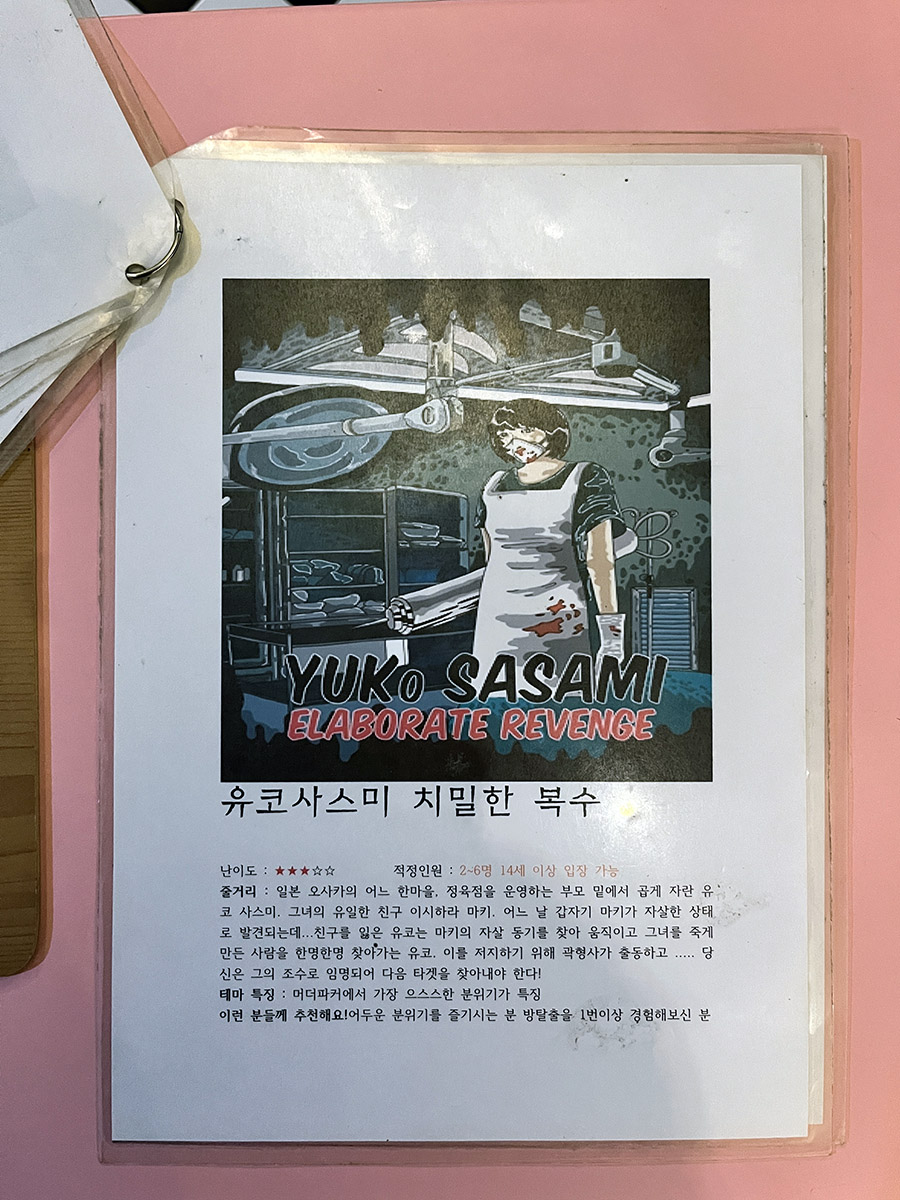 YUKo SASAMI
ELABORATE REVENGE
유코사스미 치밀한 복수
난이도 : ★★★☆☆ 적정인원 : 2~6명 14세 이상 입장 가능
줄거리 : 일본 오사카의 어느 한마을, 정육점을 운영하는 부모 밑에서 곱게 자란 유
코 사스미. 그녀의 유일한 친구 이시하라 마키. 어느 날 갑자기 마키가 자살한 상태
로 발견되는데...친구를 잃은 유코는 마키의 자살 동기를 찾아 움직이고 그녀를 죽게
만든 사람을 한명한명 찾아가는 유코. 이를 저지하기 위해 곽형사가 출동하고 ..... 당
신은 그의 조수로 임명되어 다음 타겟을 찾아내야 한다!
테마 특징 : 머더파커에서 가장 으스스한 분위기가 특징
이런 분들께 추천해요!어두운 분위기를 즐기시는 분 방탈출을 1번이상 경험해보신 분